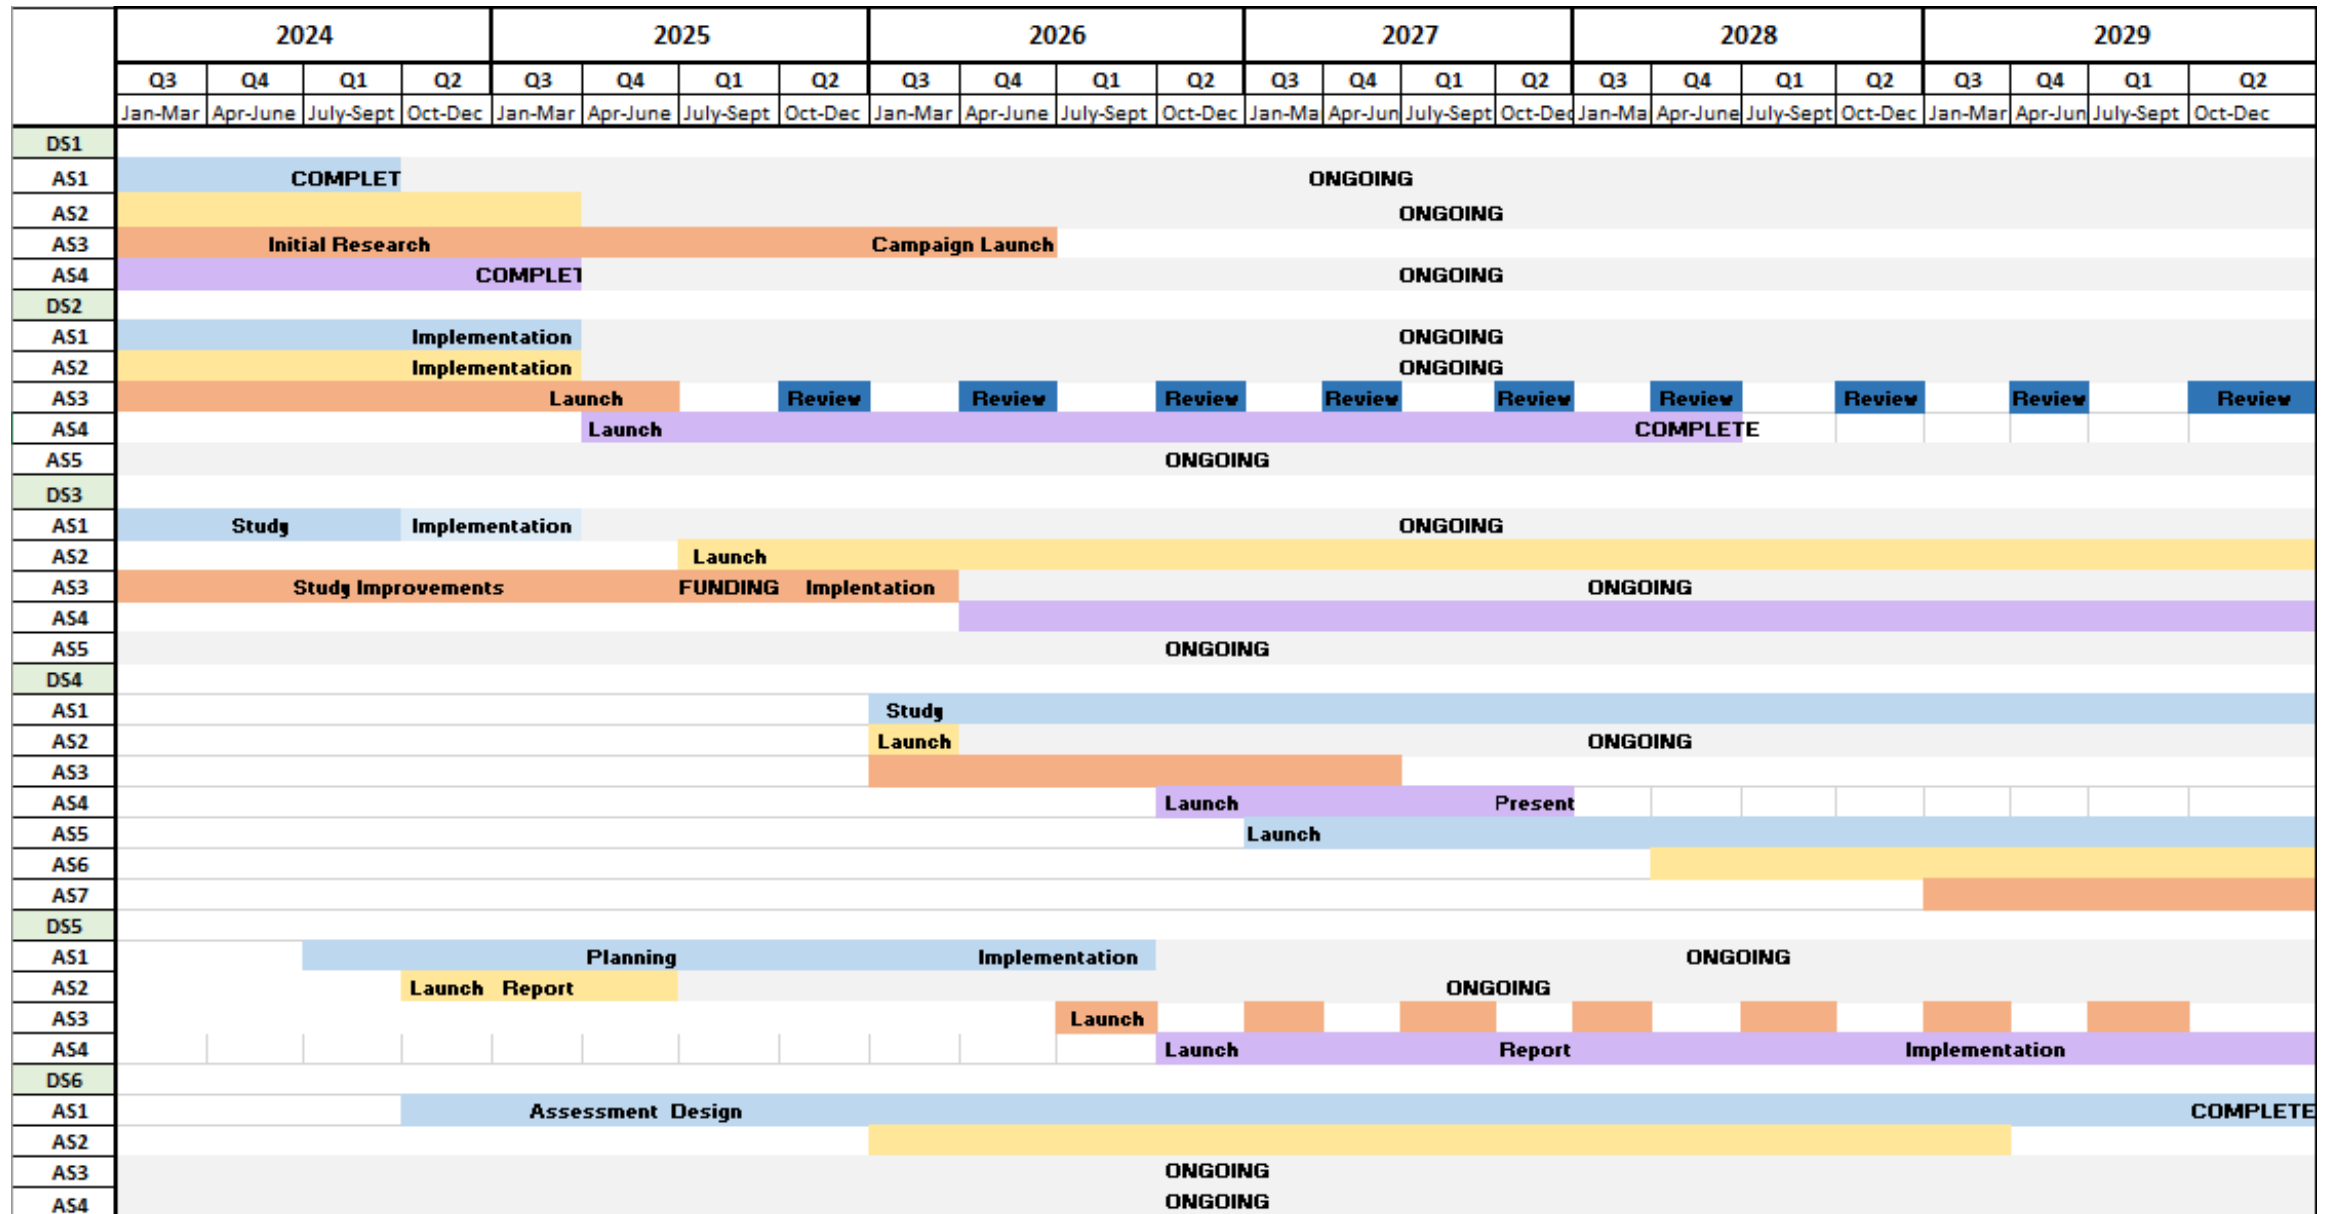 2024 2025 2026 2027 2028 2029
Q3 Q4 Q1 Q2 Q3 Q4 Q1 Q2 Q3 Q4 Q1 Q2 Q3 Q4 Q1 Q2 Q3 Q4 Q1 Q2 Q3 Q4 Q1 Q2
Jan-Mar Apr-June July-Sept Oct-Dec Jan-Mar Apr-June July-Sept Oct-Dec Jan-Mar Apr-June July-Sept Oct-Dec Jan-Ma Apr-Jun July-Sept Oct-Dec Jan-Ma Apr-June July-Sept Oct-Dec Jan-Mar Apr-Jun July-Sept Oct-Dec
DS1
AS1 COMPLET ONGOING
AS2 ONGOING
AS3 Initial Research Campaign Launch
AS4 COMPLET ONGOING
DS2
AS1 Implementation ONGOING
AS2 Implementation ONGOING
AS3 Launch Review Review Review Review Review Review Review Review Review
AS4 Launch COMPLETE
AS5 ONGOING
DS3
AS1 Study Implementation ONGOING
AS2 Launch
AS3 Study Improvements FUNDING Implentation ONGOING
AS4
AS5 ONGOING
DS4
AS1 Study
AS2 Launch ONGOING
AS3
AS4 Launch Present
AS5 Launch
AS6
AS7
DS5
AS1 Planning Implementation ONGOING
AS2 Launch Report ONGOING
AS3 Launch
AS4 Launch Report Implementation
DS6
AS1 Assessment Design COMPLETE
AS2
AS3 ONGOING
AS4 ONGOING